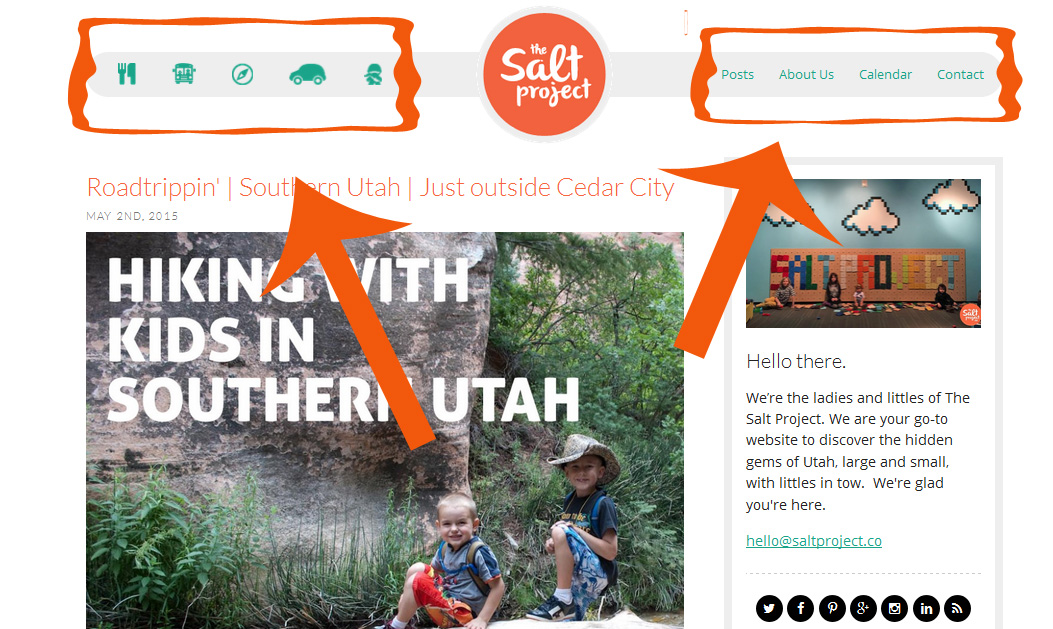 the
Salt
project
Posts About Us Calendar Contact
Roadtrippin' | Southern Utah | Just outside Cedar City
MAY 2ND, 2015
HIKING WITH
KIDS IN
SOUTHERN UTAH
SALT PROJECT
the
Salt
project
Hello there.
We’re the ladies and littles of The
Salt Project. We are your go-to
website to discover the hidden
gems of Utah, large and small,
with littles in tow. We're glad
you're here.
hello@saltproject.co